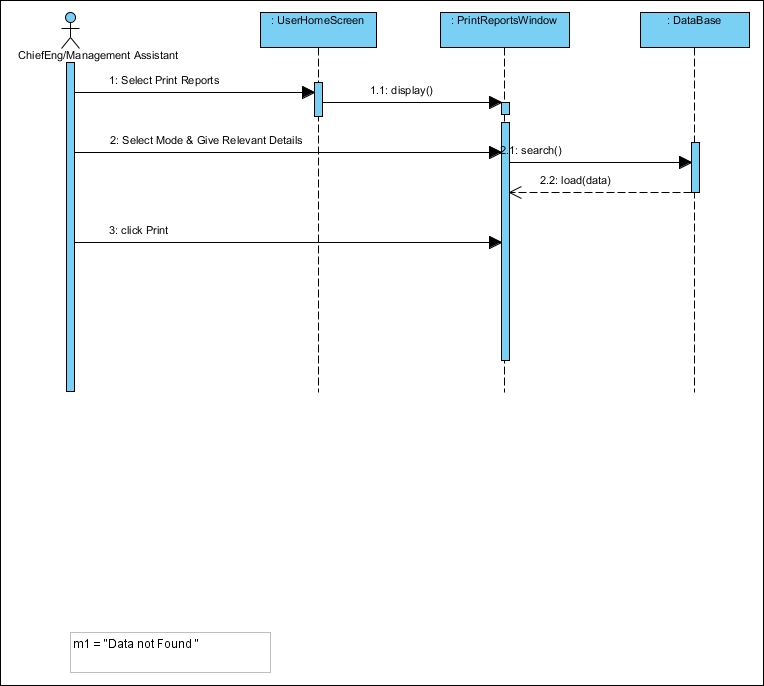 : UserHomeScreen
: PrintReportsWindow
: DataBase
ChiefEng/Management Assistant
1: Select Print Reports
1.1: display()
2: Select Mode & Give Relevant Details
2.1: search()
2.2: load(data)
3: click Print
m1 = "Data not Found "